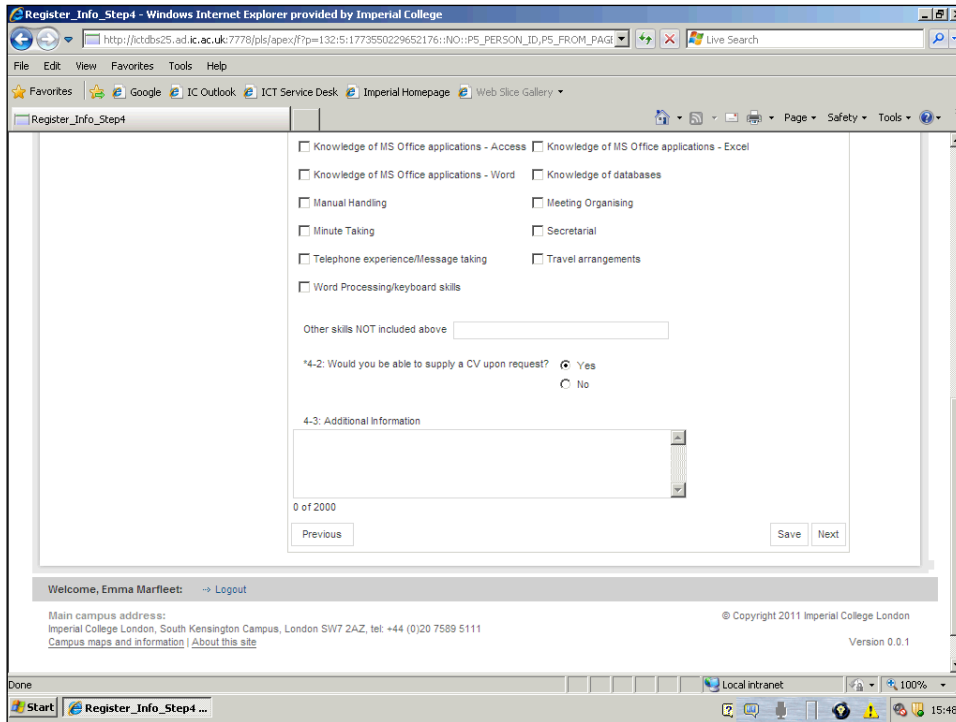 Register_Info_Step4 - Windows Internet Explorer provided by Imperial College
http://ictdbs25.ad.ic.ac.uk:7778/pls/apex/f?p=132:5:1773550229652176::NO::P5_PERSON_ID,P5_FROM_PAGE
Live Search
File Edit View Favorites Tools Help
Favorites Google IC Outlook ICT Service Desk Imperial Homepage Web Slice Gallery
Register_Info_Step4 Page Safety Tools
Knowledge of MS Office applications - Access Knowledge of MS Office applications - Excel
Knowledge of MS Office applications - Word Knowledge of databases
Manual Handling Meeting Organising
Minute Taking Secretarial
Telephone experience/Message taking Travel arrangements
Word Processing/keyboard skills
Other skills NOT included above
*4-2: Would you be able to supply a CV upon request? Yes
No
4-3: Additional Information
0 of 2000
Previous Save Next
Welcome, Emma Marfleet: Logout
Main campus address: © Copyright 2011 Imperial College London
Imperial College London, South Kensington Campus, London SW7 2AZ, tel: +44 (0)20 7589 5111
Campus maps and information | About this site Version 0.0.1
Done Local intranet 100%
Start Register_Info_Step4 ... 15:48